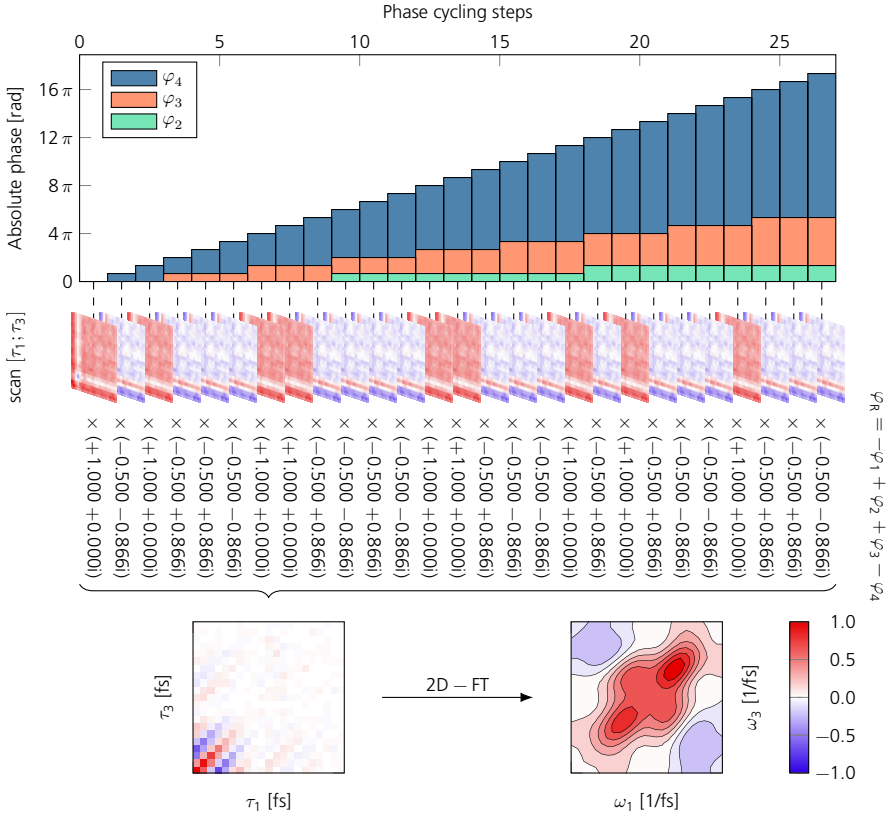 Phase cycling steps
0 5 10 15 20 25
Absolute phase [rad]
16 π
12 π
8 π
4 π
0
φ₄
φ₃
φ₂
scan [τ₁; τ₃]
× (+1.000 + 0.000i)
× (−0.500 − 0.866i)
× (+1.000 + 0.000i)
× (−0.500 + 0.866i)
× (−0.500 + 0.866i)
× (−0.500 − 0.866i)
× (+1.000 + 0.000i)
× (+1.000 + 0.000i)
× (−0.500 − 0.866i)
× (−0.500 + 0.866i)
× (−0.500 + 0.866i)
× (−0.500 − 0.866i)
× (+1.000 + 0.000i)
× (+1.000 + 0.000i)
× (−0.500 − 0.866i)
× (−0.500 + 0.866i)
× (−0.500 − 0.866i)
× (+1.000 + 0.000i)
× (−0.500 + 0.866i)
× (+1.000 + 0.000i)
× (−0.500 − 0.866i)
× (−0.500 + 0.866i)
× (−0.500 − 0.866i)
× (+1.000 + 0.000i)
× (−0.500 + 0.866i)
× (−0.500 + 0.866i)
× (−0.500 − 0.866i)
φR = −φ₁ + φ₂ + φ₃ − φ₄
τ₃ [fs]
τ₁ [fs]
2D − FT
ω₃ [1/fs]
ω₁ [1/fs]
1.0
0.5
0.0
−0.5
−1.0